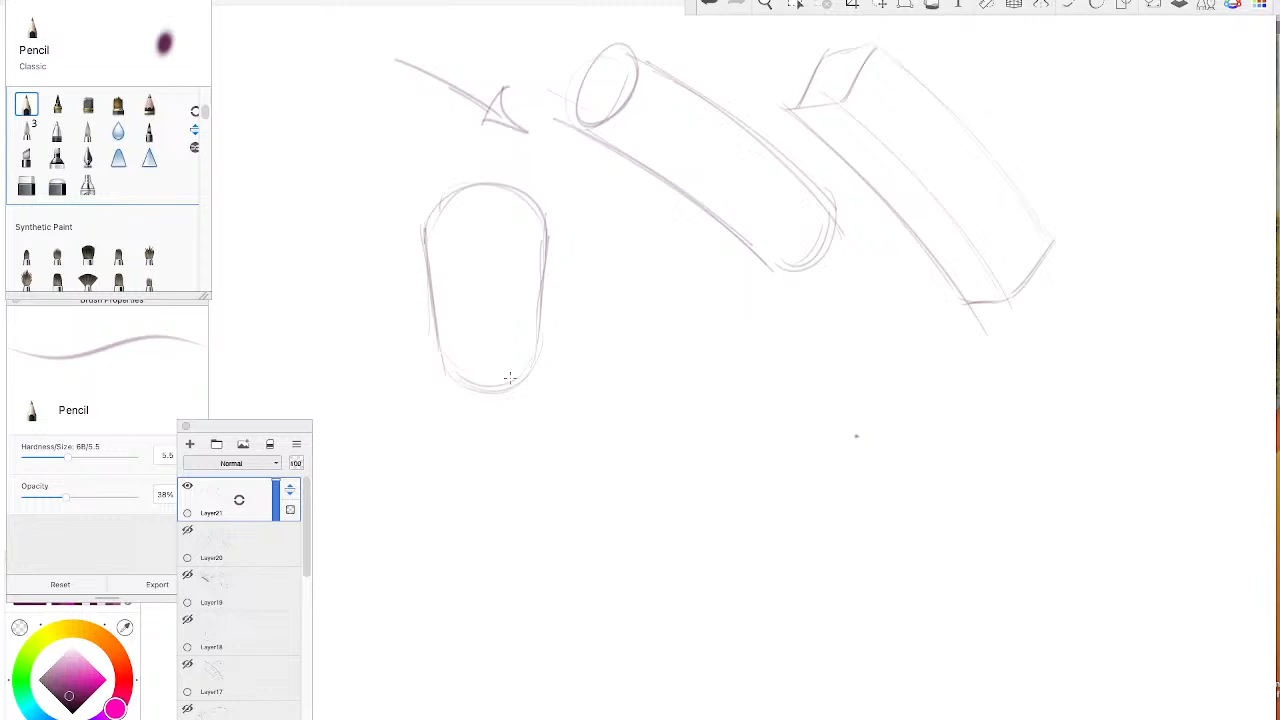 Pencil
Classic
3
Synthetic Paint
Brush Properties
Pencil
Hardness/Size: 6B/5.5
5.5
Opacity
38%
Reset
Export
Normal
100
Layer21
Layer20
Layer19
Layer18
Layer17